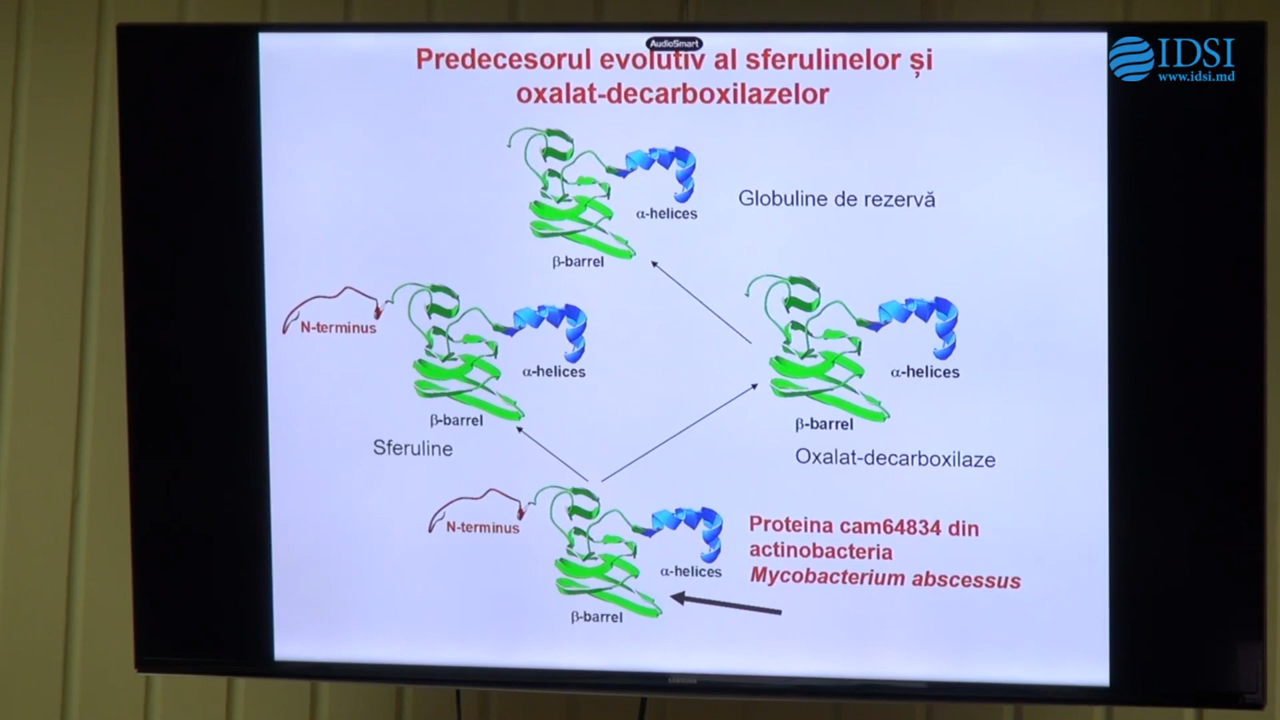 AudioSmart
Predecesorul evolutiv al sferulinelor și
oxalat-decarboxilazelor
IDSI
www.idsi.md
α-helices
Globuline de rezervă
β-barrel
N-terminus
α-helices
β-barrel
Sferuline
α-helices
β-barrel
Oxalat-decarboxilaze
N-terminus
α-helices
β-barrel
Proteina cam64834 din
actinobacteria
Mycobacterium abscessus